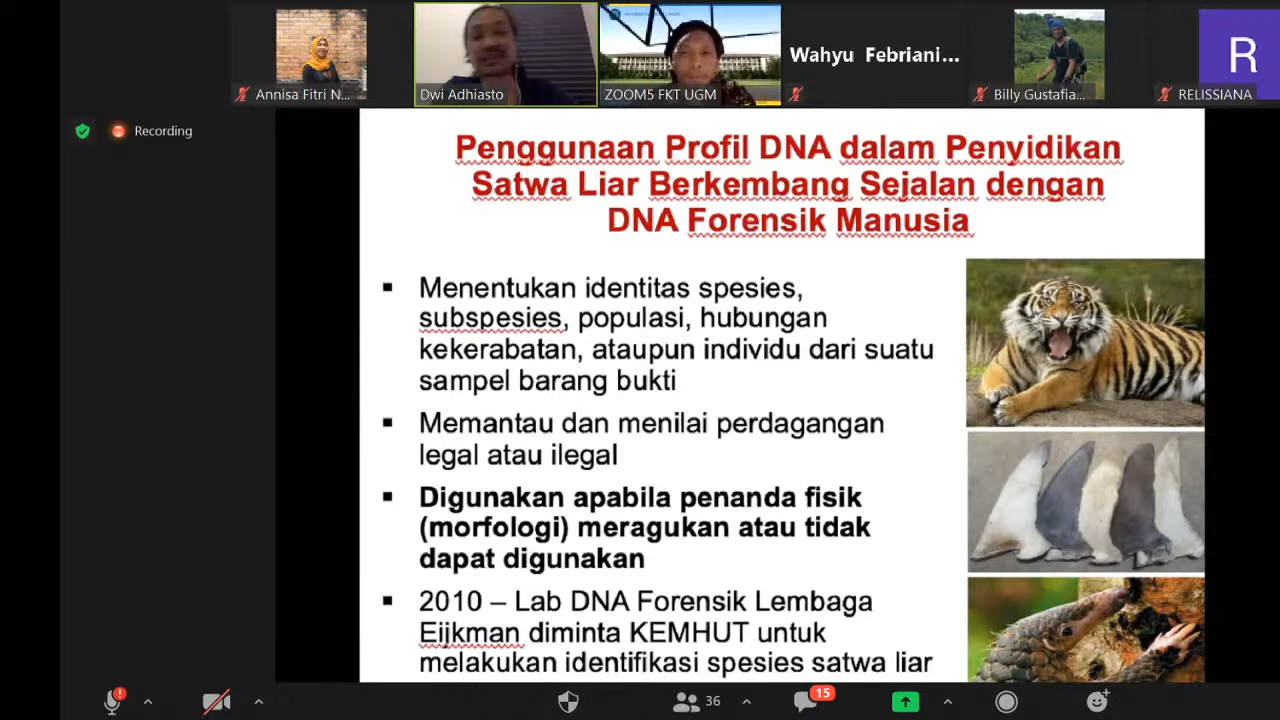 Annisa Fitri N...
Dwi Adhiasto
ZOOM5 FKT UGM
Wahyu Febriani...
Billy Gustafia...
R
RELISSIANA
Recording
Penggunaan Profil DNA dalam Penyidikan
Satwa Liar Berkembang Sejalan dengan
DNA Forensik Manusia
▪ Menentukan identitas spesies,
subspesies, populasi, hubungan
kekerabatan, ataupun individu dari suatu
sampel barang bukti
▪ Memantau dan menilai perdagangan
legal atau ilegal
▪ Digunakan apabila penanda fisik
(morfologi) meragukan atau tidak
dapat digunakan
▪ 2010 – Lab DNA Forensik Lembaga
Eijkman diminta KEMHUT untuk
melakukan identifikasi spesies satwa liar
36
15